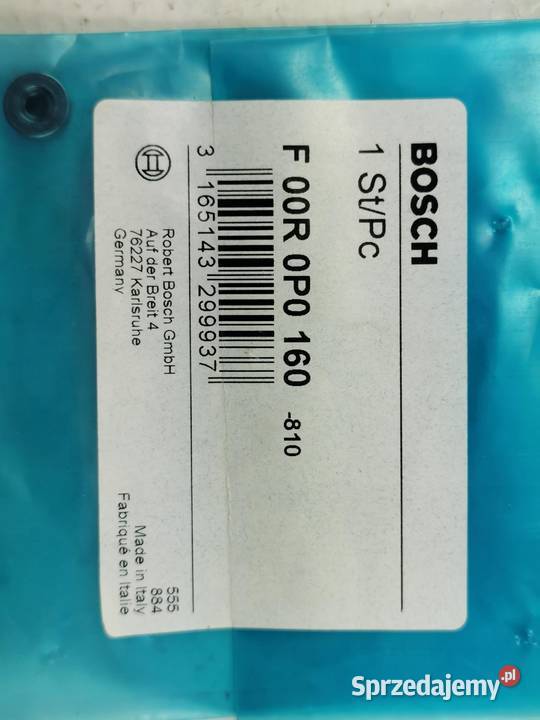 BOSCH
1 St/Pc
F 00R 0P0 160 -810
3 165143 299937
Robert Bosch GmbH
Auf der Breit 4
76227 Karlsruhe
Germany
555
884
Made in Italy
Fabriqué en Italie
Sprzedajemy.pl